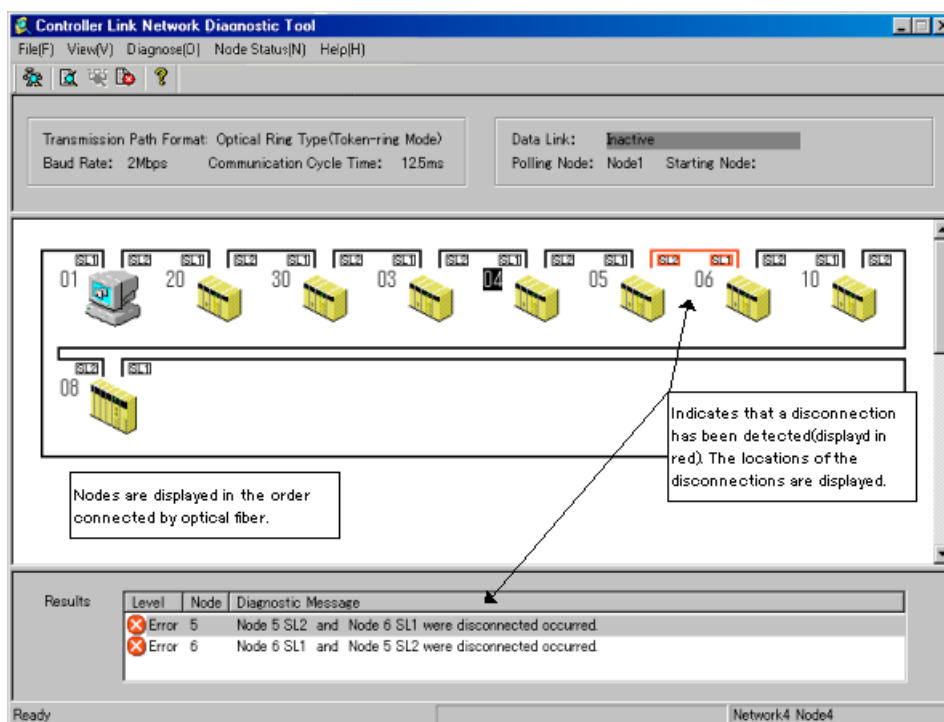 Controller Link Network Diagnostic Tool
File(F) View(V) Diagnose(D) Node Status(N) Help(H)
Transmission Path Format: Optical Ring Type(Token-ring Mode)
Baud Rate: 2Mbps Communication Cycle Time: 125ms
Data Link: Inactive
Polling Node: Node1 Starting Node:
SL1 SL2 SL1 SL2 SL1 SL2 SL1 SL2 SL1 SL2 SL1 SL2 SL1 SL2 SL1 SL2
01 20 30 03 04 05 06 10
SL2 SL1
08
Indicates that a disconnection
has been detected(displayd in
red). The locations of the
disconnections are displayed.
Nodes are displayed in the order
connected by optical fiber.
Results
Level Node Diagnostic Message
Error 5 Node 5 SL2 and Node 6 SL1 were disconnected occurred.
Error 6 Node 6 SL1 and Node 5 SL2 were disconnected occurred.
Ready
Network4 Node4